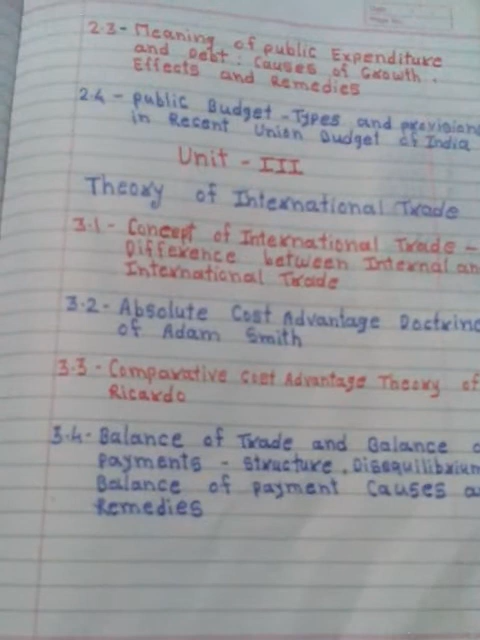 2.3 - Meaning of public Expenditure
and Debt : Causes of Growth.
Effects and Remedies
2.4 - public Budget - Types and provision
in Recent Union Budget of India
Unit - III
Theory of International Trade
3.1 - Concept of International Trade -
Difference between Internal an
International Trade
3.2 - Absolute Cost Advantage Doctrine
of Adam Smith
3.3 - Comparative Cost Advantage Theory of
Ricardo
3.4 - Balance of Trade and Balance o
payments - structure, Disequilibrium
Balance of payment Causes a
Remedies